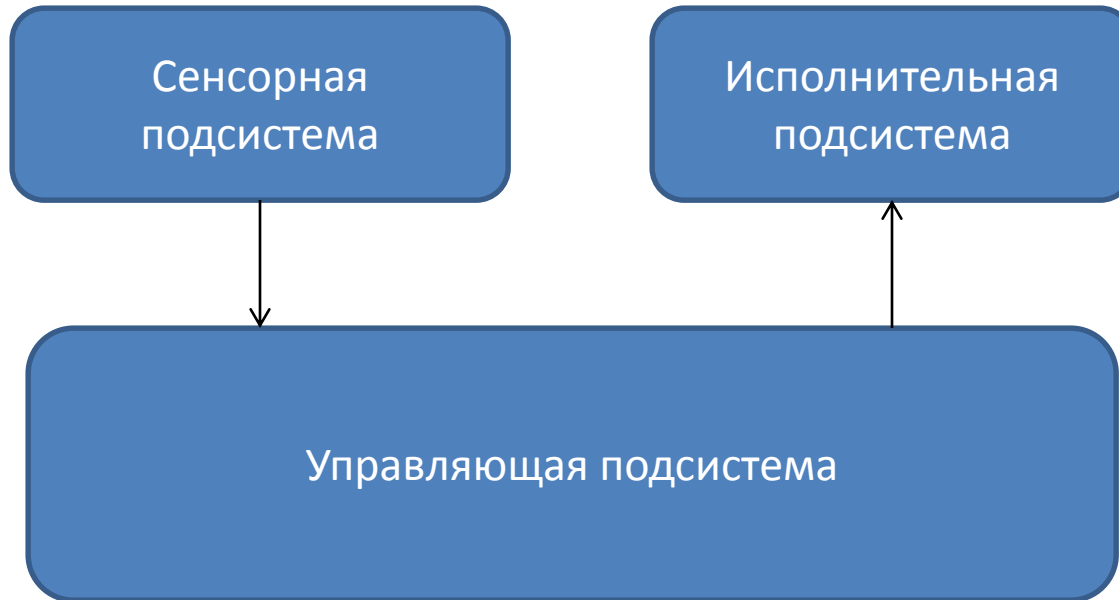 Сенсорная
подсистема
Исполнительная
подсистема
Управляющая подсистема